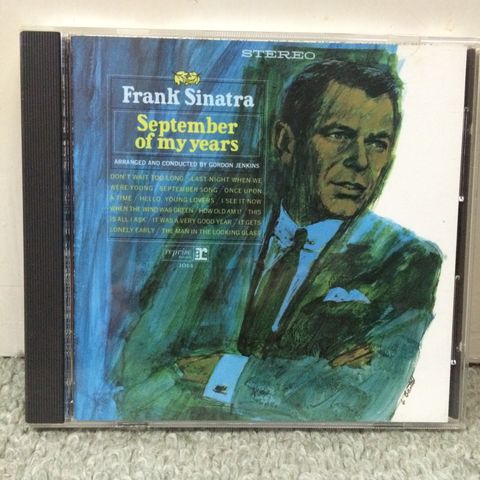 STEREO
Frank Sinatra
September
of my years
ARRANGED AND CONDUCTED BY GORDON JENKINS
DON'T WAIT TOO LONG LAST NIGHT WHEN WE
WERE YOUNG SEPTEMBER SONG ONCE UPON
A TIME HELLO, YOUNG LOVERS I SEE IT NOW
WHEN THE WIND WAS GREEN HOW OLD AM I? THIS
IS ALL I ASK IT WAS A VERY GOOD YEAR IT GETS
LONELY EARLY THE MAN IN THE LOOKING GLASS
reprise
1014